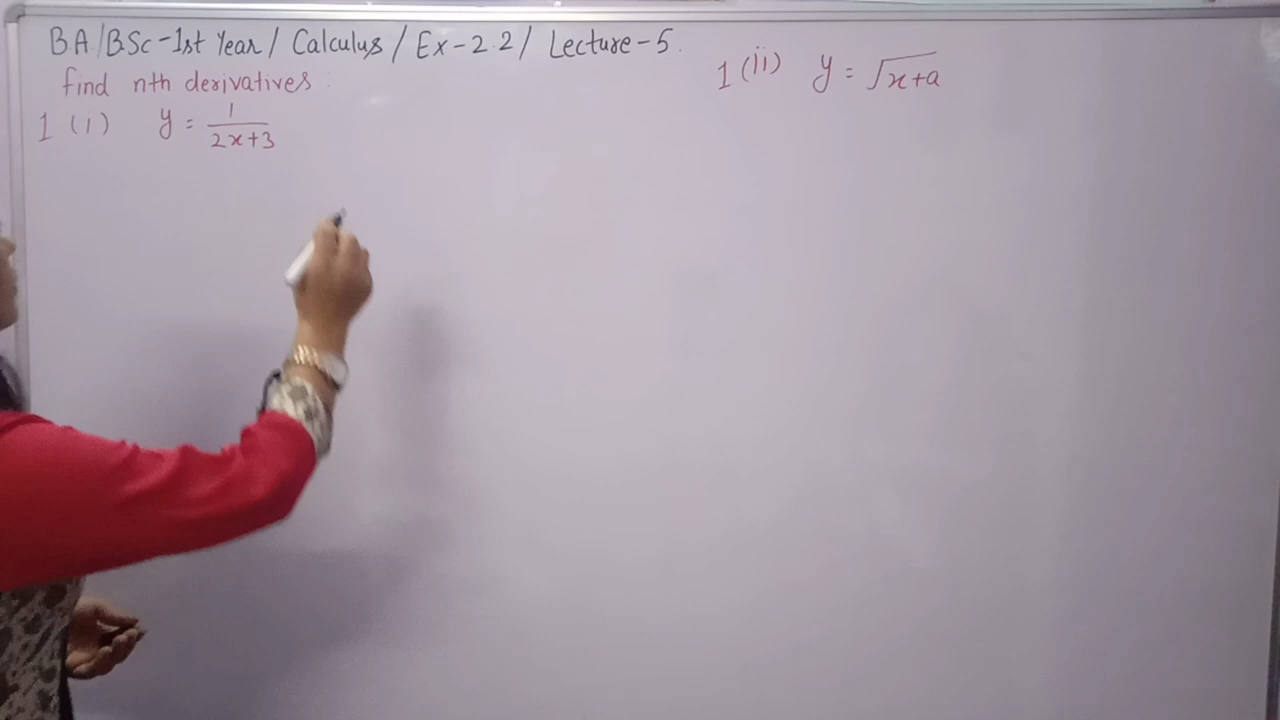 BA/BSc-1st Year/ Calculus/ Ex-2.2/ Lecture-5.
find nth derivatives:
1 (i) y = 1/(2x+3)
1 (ii) y = √(x+a)